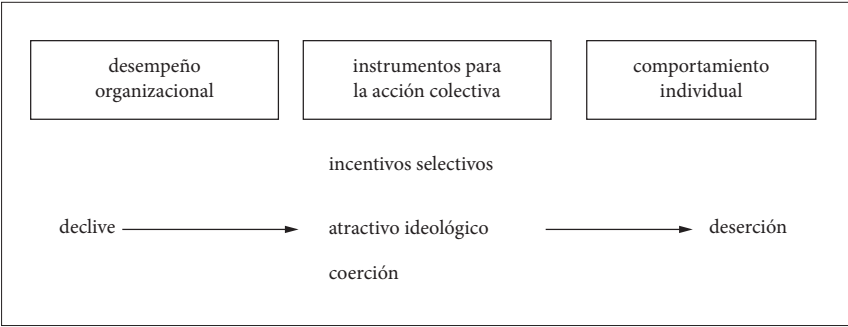 desempeño
organizacional
instrumentos para
la acción colectiva
comportamiento
individual
incentivos selectivos
declive
atractivo ideológico
deserción
coerción